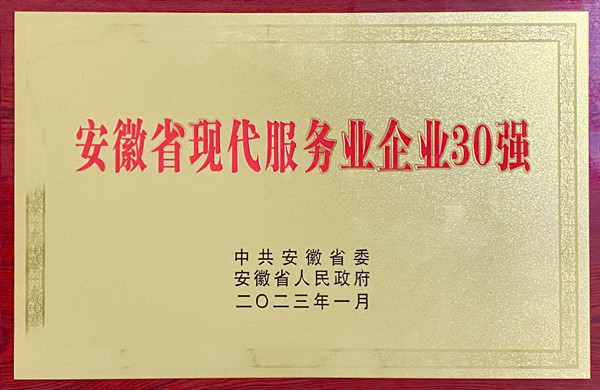 安徽省现代服务业企业30强
中共安徽省委
安徽省人民政府
二〇二三年一月